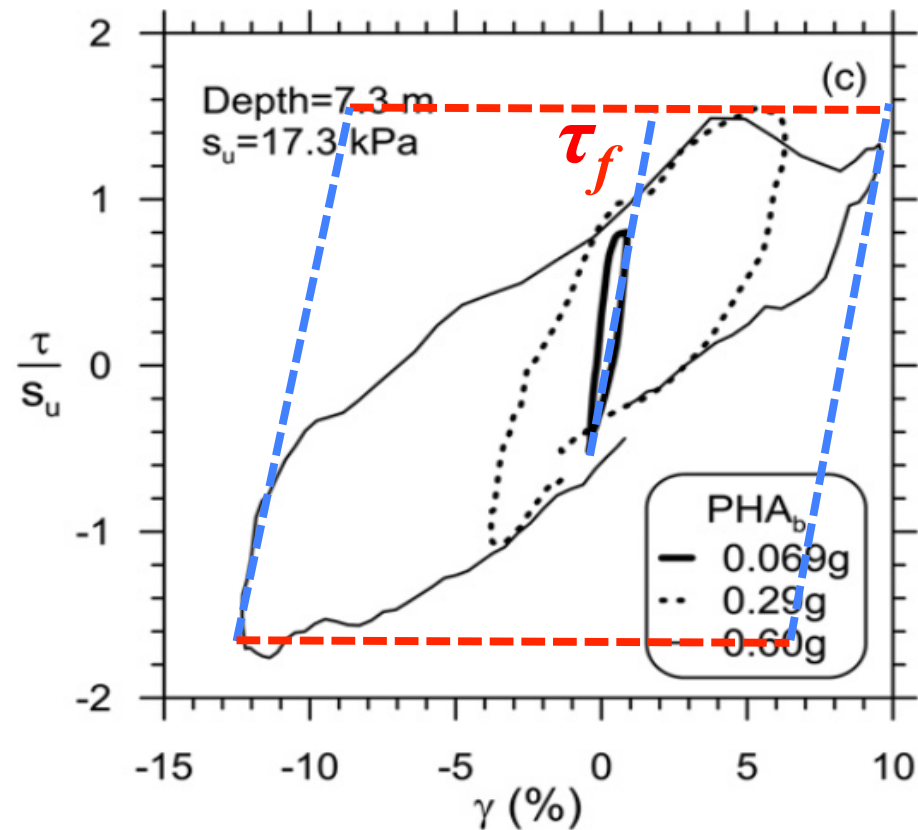 2
(c)
Depth=7.3 m
s_u=17.3 kPa
τ_f
1
τ
s_u
0
-1
PHA_b
0.069g
0.29g
0.60g
-2
-15 -10 -5 0 5 10
γ (%)